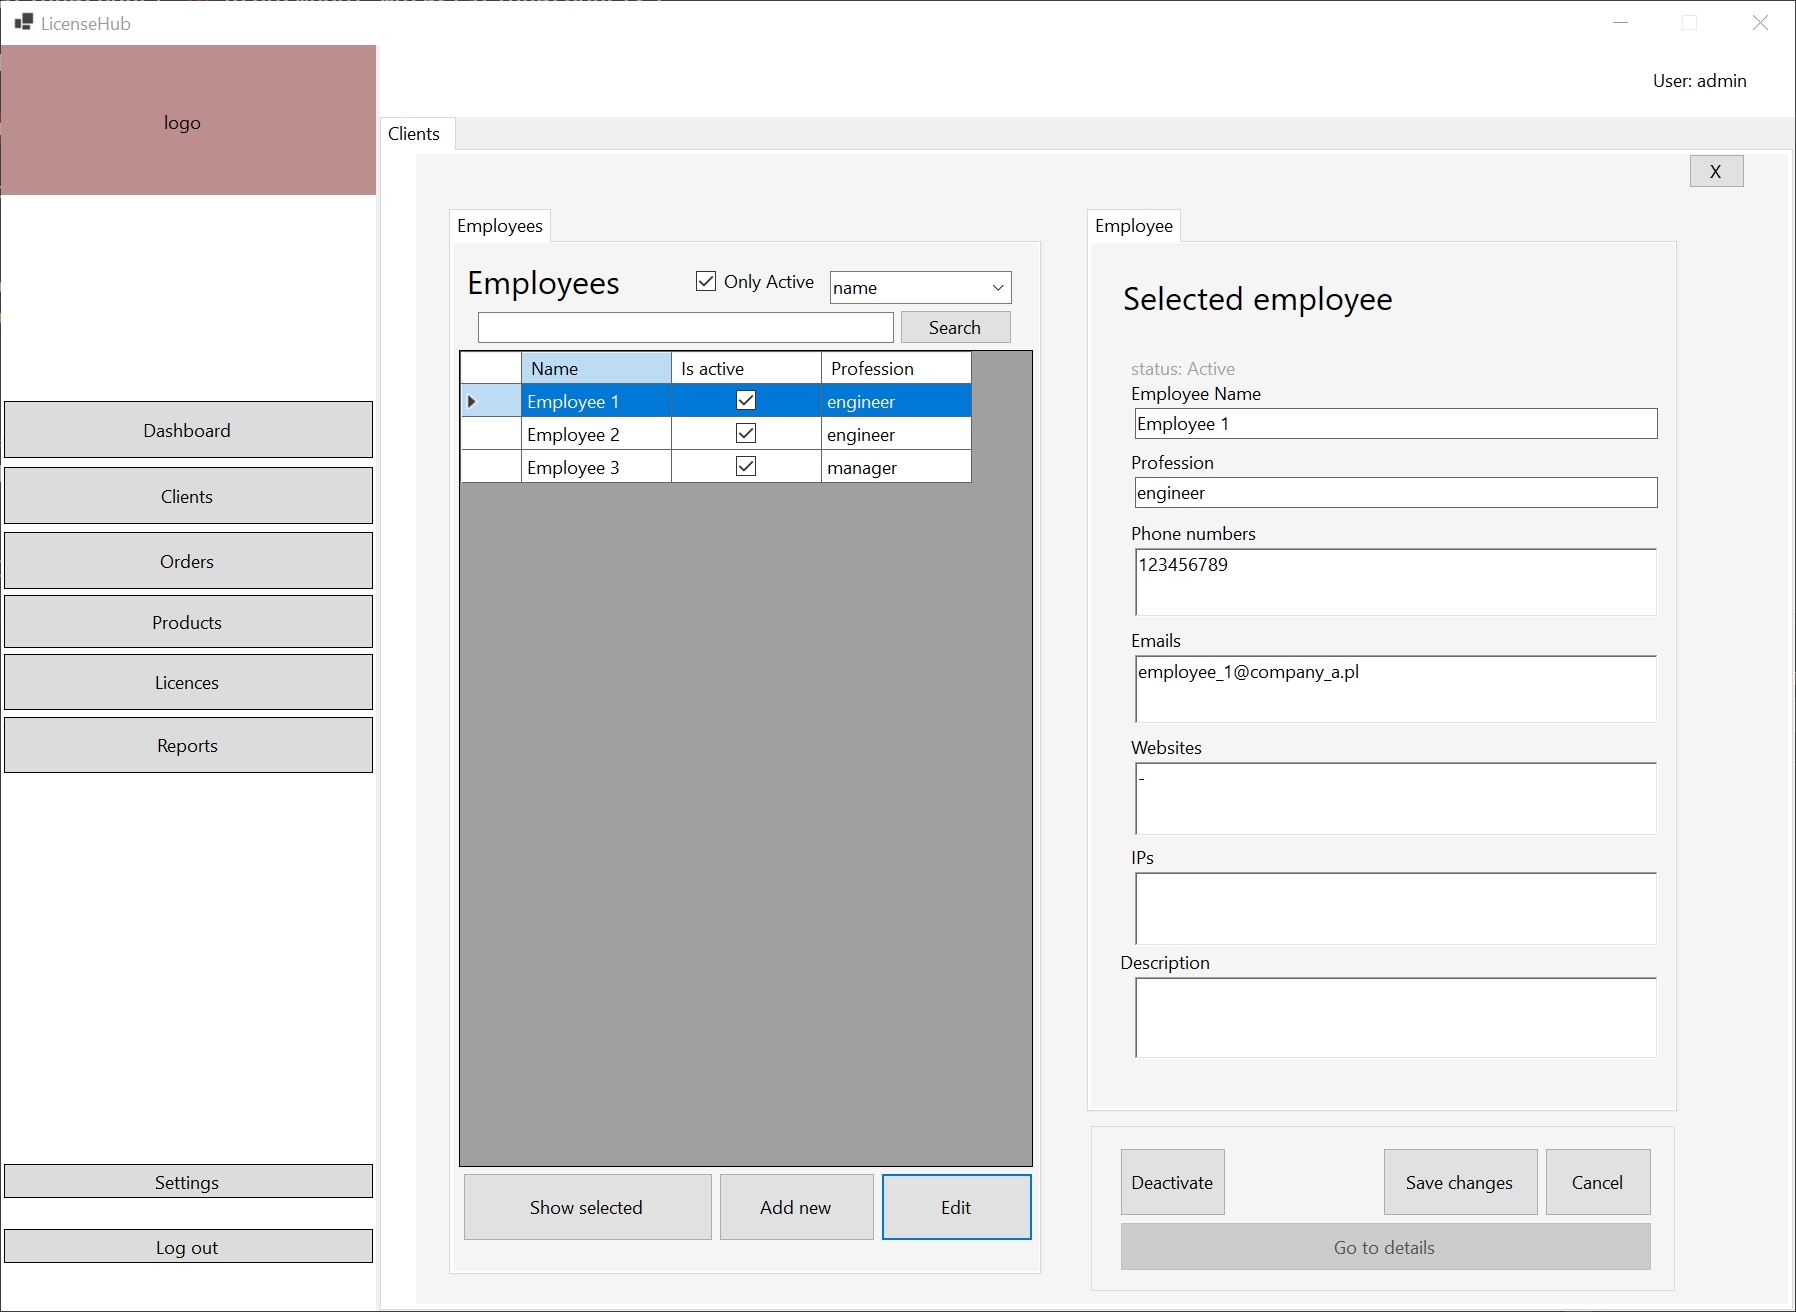 LicenseHub
User: admin
logo
Clients
X
Dashboard
Clients
Orders
Products
Licences
Reports
Settings
Log out
Employees
Employees
Only Active
name
Search
Name Is active Profession
Employee 1 engineer
Employee 2 engineer
Employee 3 manager
Show selected
Add new
Edit
Employee
Selected employee
status: Active
Employee Name
Employee 1
Profession
engineer
Phone numbers
123456789
Emails
employee_1@company_a.pl
Websites
-
IPs
Description
Deactivate
Save changes
Cancel
Go to details